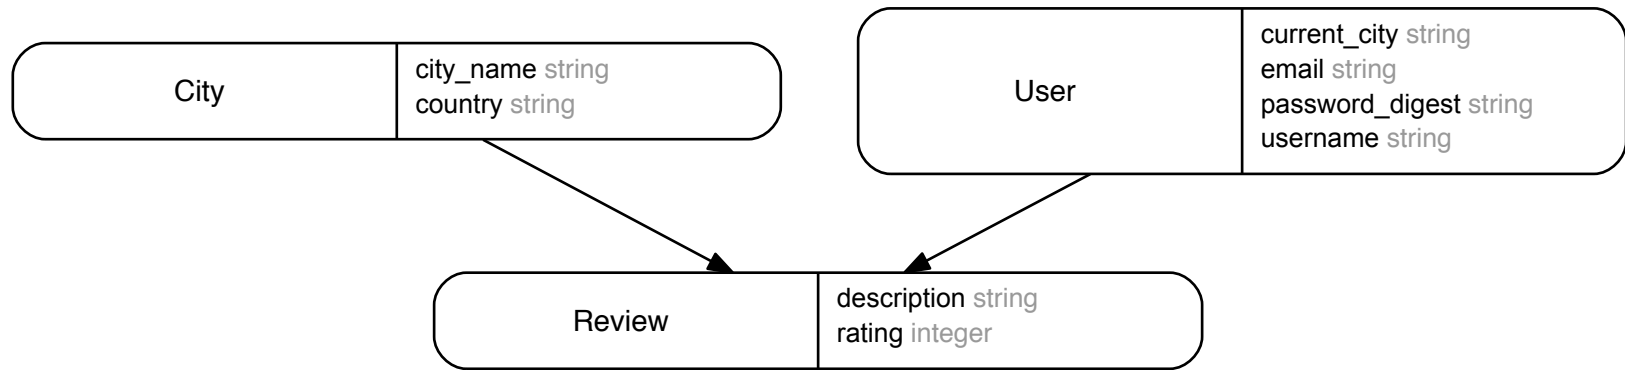 City
city_name string
country string
User
current_city string
email string
password_digest string
username string
Review
description string
rating integer